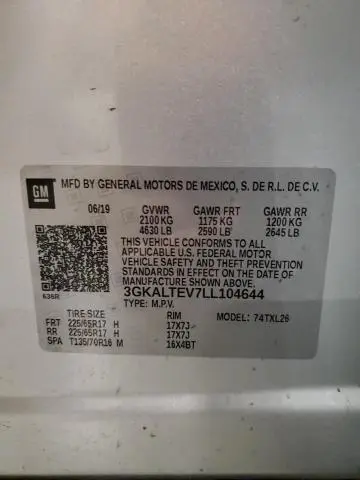 GM
MFD BY GENERAL MOTORS DE MEXICO, S. DE R.L. DE C.V.
06/19 GVWR GAWR FRT GAWR RR
2100 KG 1175 KG 1200 KG
4630 LB 2590 LB 2645 LB
THIS VEHICLE CONFORMS TO ALL
APPLICABLE U.S. FEDERAL MOTOR
VEHICLE SAFETY AND THEFT PREVENTION
STANDARDS IN EFFECT ON THE DATE OF
MANUFACTURE SHOWN ABOVE.
3GKALTEV7LL104644
636R
TYPE: M.P.V.
TIRE SIZE RIM MODEL: 74TXL26
FRT 225/65R17 H 17X7J
RR 225/65R17 H 17X7J
SPA T135/70R16 M 16X4BT